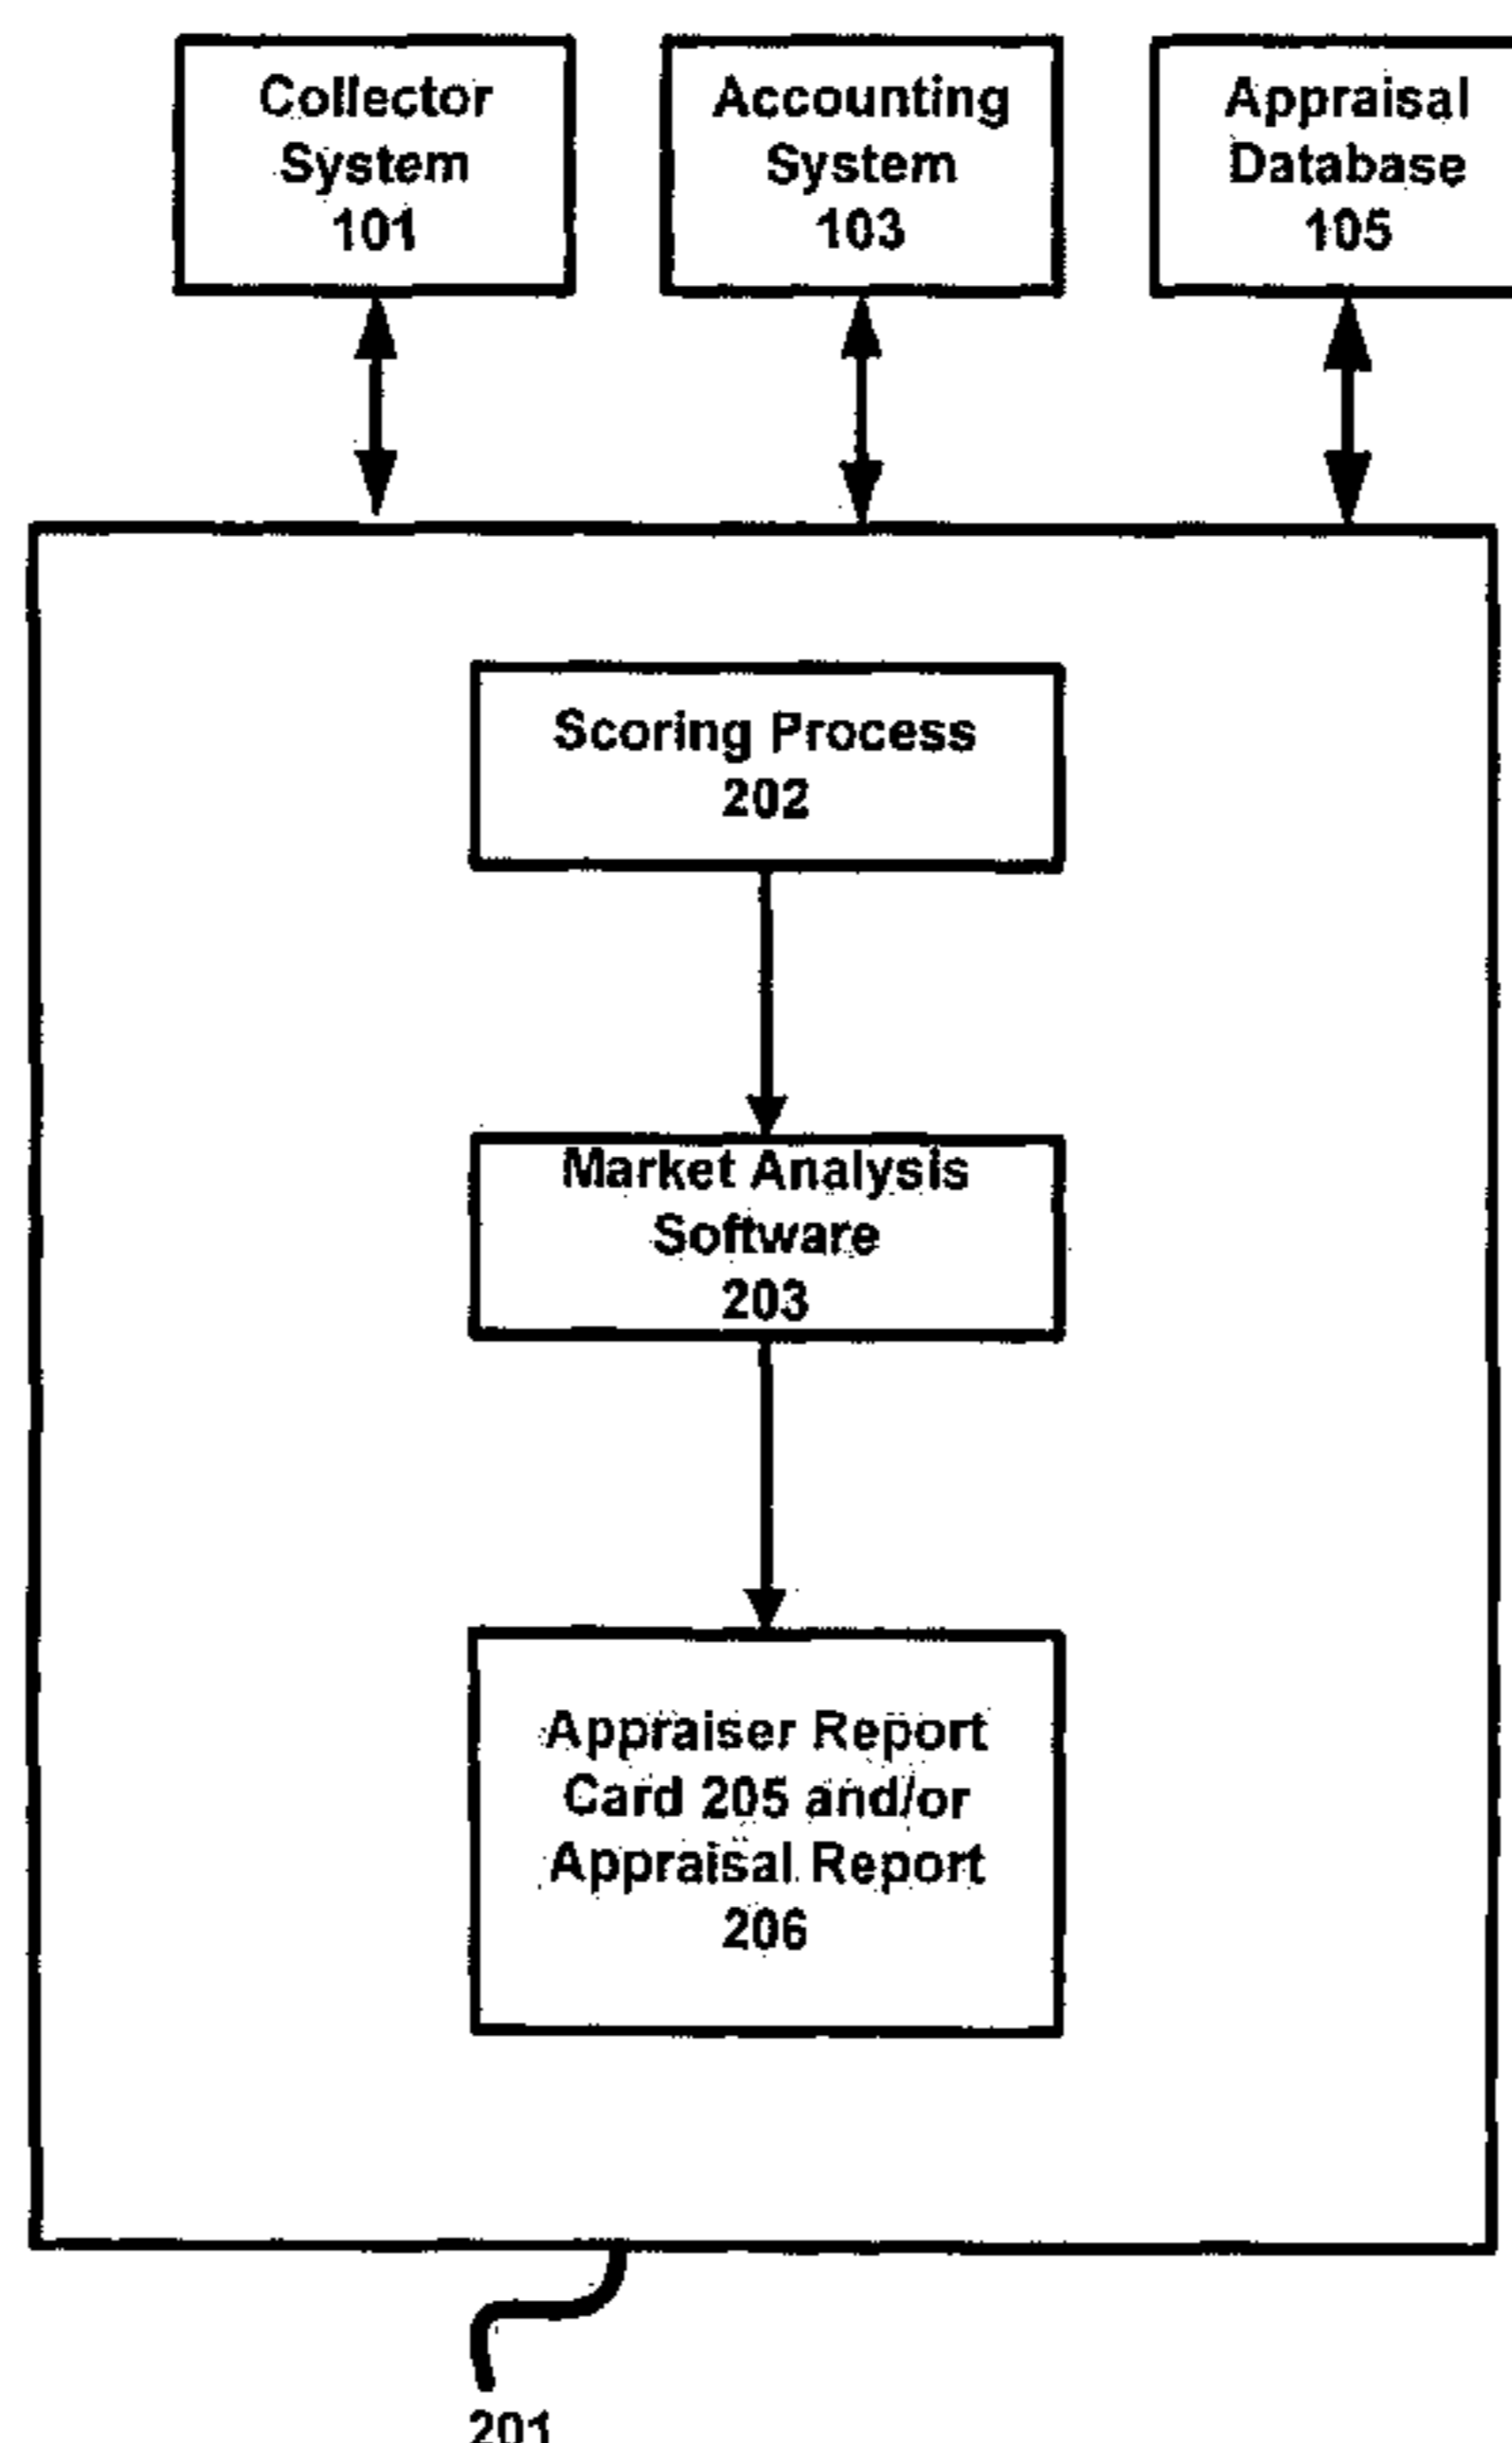 Collector
System
101
Accounting
System
103
Appraisal
Database
105
Scoring Process
202
Market Analysis
Software
203
Appraiser Report
Card 205 and/or
Appraisal Report
206
201